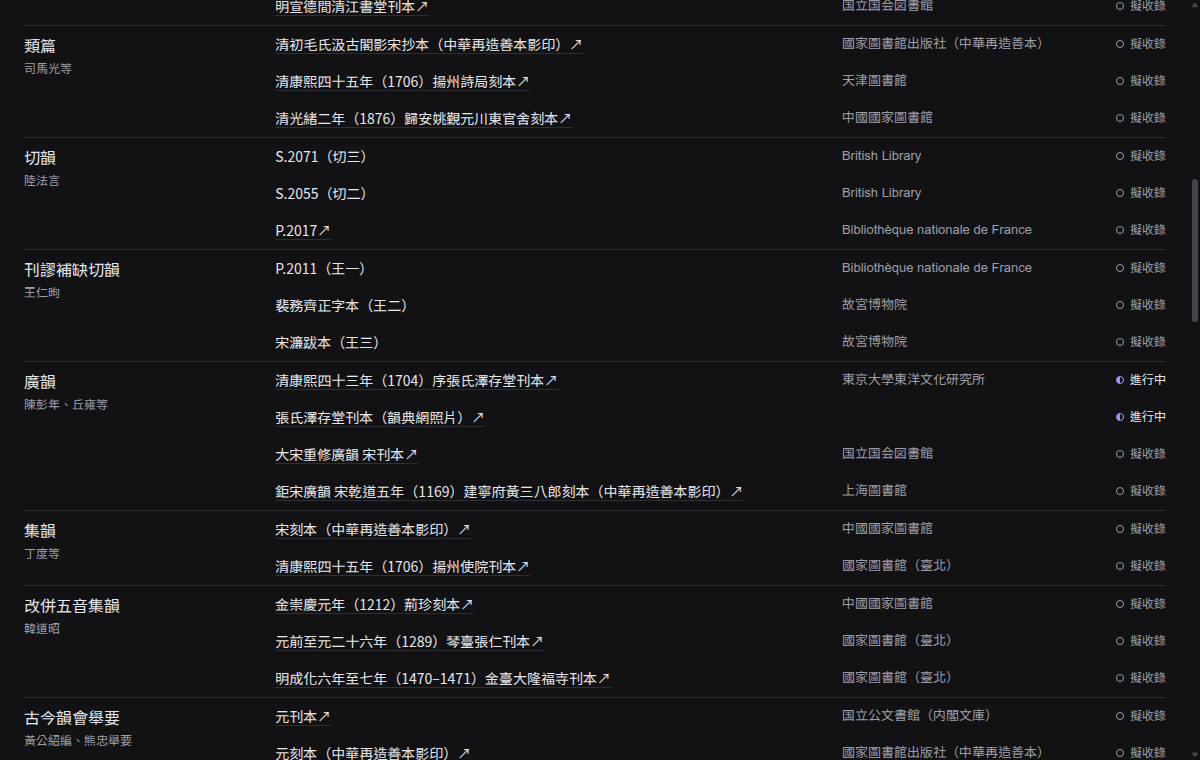 明宣德間清江書堂刊本↗ 国立国会図書館 擬收錄
類篇 清初毛氏汲古閣影宋抄本（中華再造善本影印）↗ 國家圖書館出版社（中華再造善本） 擬收錄
司馬光等
清康熙四十五年（1706）揚州詩局刻本↗ 天津圖書館 擬收錄
清光緒二年（1876）歸安姚覲元川東官舍刻本↗ 中國國家圖書館 擬收錄
切韻 S.2071（切三） British Library 擬收錄
陸法言
S.2055（切二） British Library 擬收錄
P.2017↗ Bibliothèque nationale de France 擬收錄
刊謬補缺切韻 P.2011（王一） Bibliothèque nationale de France 擬收錄
王仁昫
裴務齊正字本（王二） 故宮博物院 擬收錄
宋濂跋本（王三） 故宮博物院 擬收錄
廣韻 清康熙四十三年（1704）序張氏澤存堂刊本↗ 東京大學東洋文化研究所 進行中
陳彭年、丘雍等
張氏澤存堂刊本（韻典網照片）↗ 進行中
大宋重修廣韻 宋刊本↗ 国立国会図書館 擬收錄
鉅宋廣韻 宋乾道五年（1169）建寧府黃三八郎刻本（中華再造善本影印）↗ 上海圖書館 擬收錄
集韻 宋刻本（中華再造善本影印）↗ 中國國家圖書館 擬收錄
丁度等
清康熙四十五年（1706）揚州使院刊本↗ 國家圖書館（臺北） 擬收錄
改併五音集韻 金崇慶元年（1212）荊珍刻本↗ 中國國家圖書館 擬收錄
韓道昭
元前至元二十六年（1289）琴臺張仁刊本↗ 國家圖書館（臺北） 擬收錄
明成化六年至七年（1470–1471）金臺大隆福寺刊本↗ 國家圖書館（臺北） 擬收錄
古今韻會舉要 元刊本↗ 国立公文書館（内閣文庫） 擬收錄
黃公紹編、熊忠舉要
元刻本（中華再造善本影印）↗ 國家圖書館出版社（中華再造善本） 擬收錄